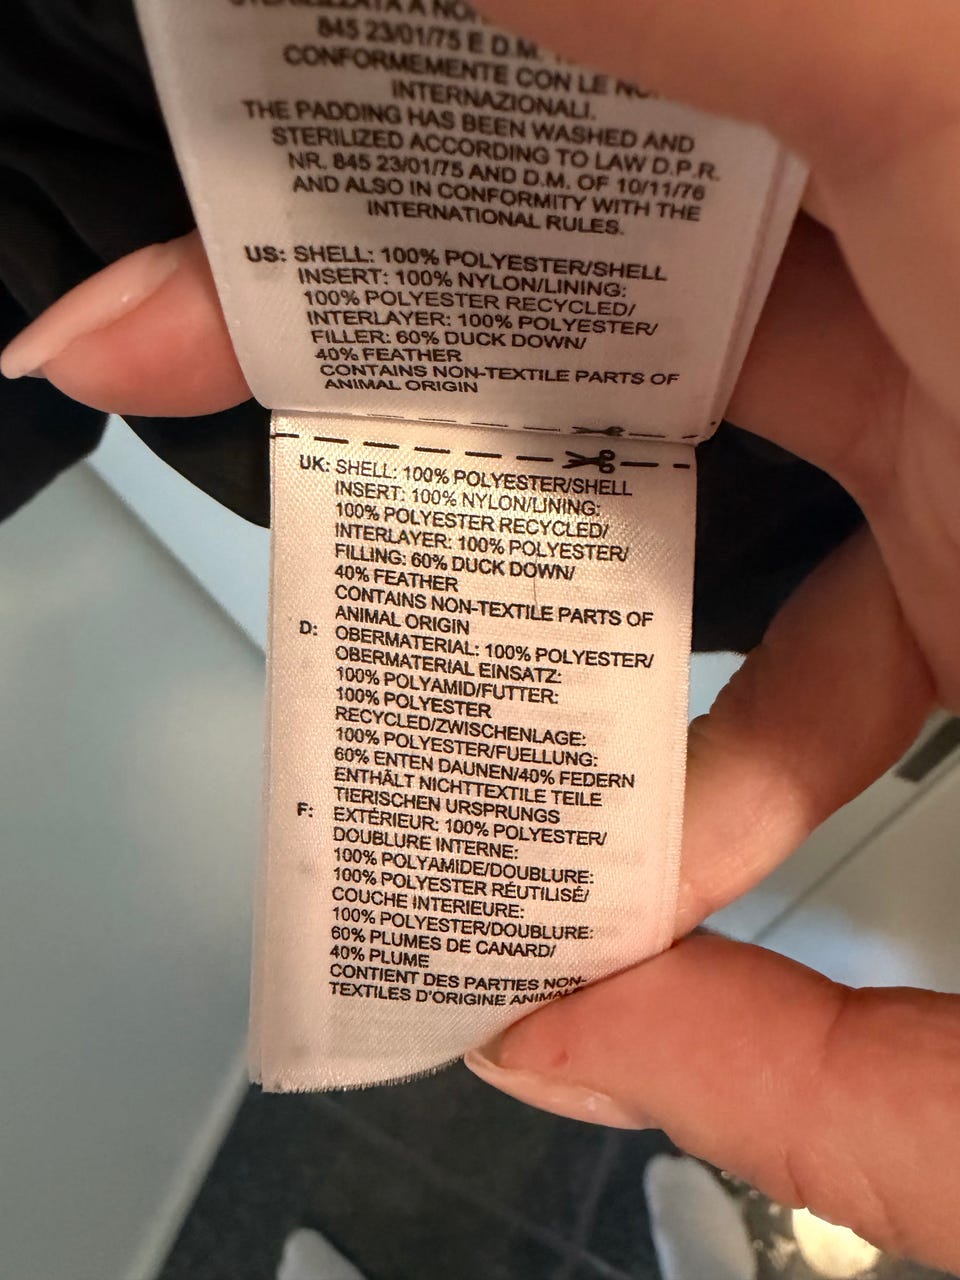 845 23/01/75 E D.M.
CONFORMEMENTE CON LE
INTERNAZIONALI.
THE PADDING HAS BEEN WASHED AND
STERILIZED ACCORDING TO LAW D.P.R.
NR. 845 23/01/75 AND D.M. OF 10/11/76
AND ALSO IN CONFORMITY WITH THE
INTERNATIONAL RULES.
US: SHELL: 100% POLYESTER/SHELL
INSERT: 100% NYLON/LINING:
100% POLYESTER RECYCLED/
INTERLAYER: 100% POLYESTER/
FILLER: 60% DUCK DOWN/
40% FEATHER
CONTAINS NON-TEXTILE PARTS OF
ANIMAL ORIGIN
UK: SHELL: 100% POLYESTER/SHELL
INSERT: 100% NYLON/LINING:
100% POLYESTER RECYCLED/
INTERLAYER: 100% POLYESTER/
FILLING: 60% DUCK DOWN/
40% FEATHER
CONTAINS NON-TEXTILE PARTS OF
ANIMAL ORIGIN
D: OBERMATERIAL: 100% POLYESTER/
OBERMATERIAL EINSATZ:
100% POLYAMID/FUTTER:
100% POLYESTER
RECYCLED/ZWISCHENLAGE:
100% POLYESTER/FUELLUNG:
60% ENTEN DAUNEN/40% FEDERN
ENTHÄLT NICHTTEXTILE TEILE
TIERISCHEN URSPRUNGS
F: EXTÉRIEUR: 100% POLYESTER/
DOUBLURE INTERNE:
100% POLYAMIDE/DOUBLURE:
100% POLYESTER RÉUTILISÉ/
COUCHE INTERIEURE:
100% POLYESTER/DOUBLURE:
60% PLUMES DE CANARD/
40% PLUME
CONTIENT DES PARTIES NON-
TEXTILES D'ORIGINE